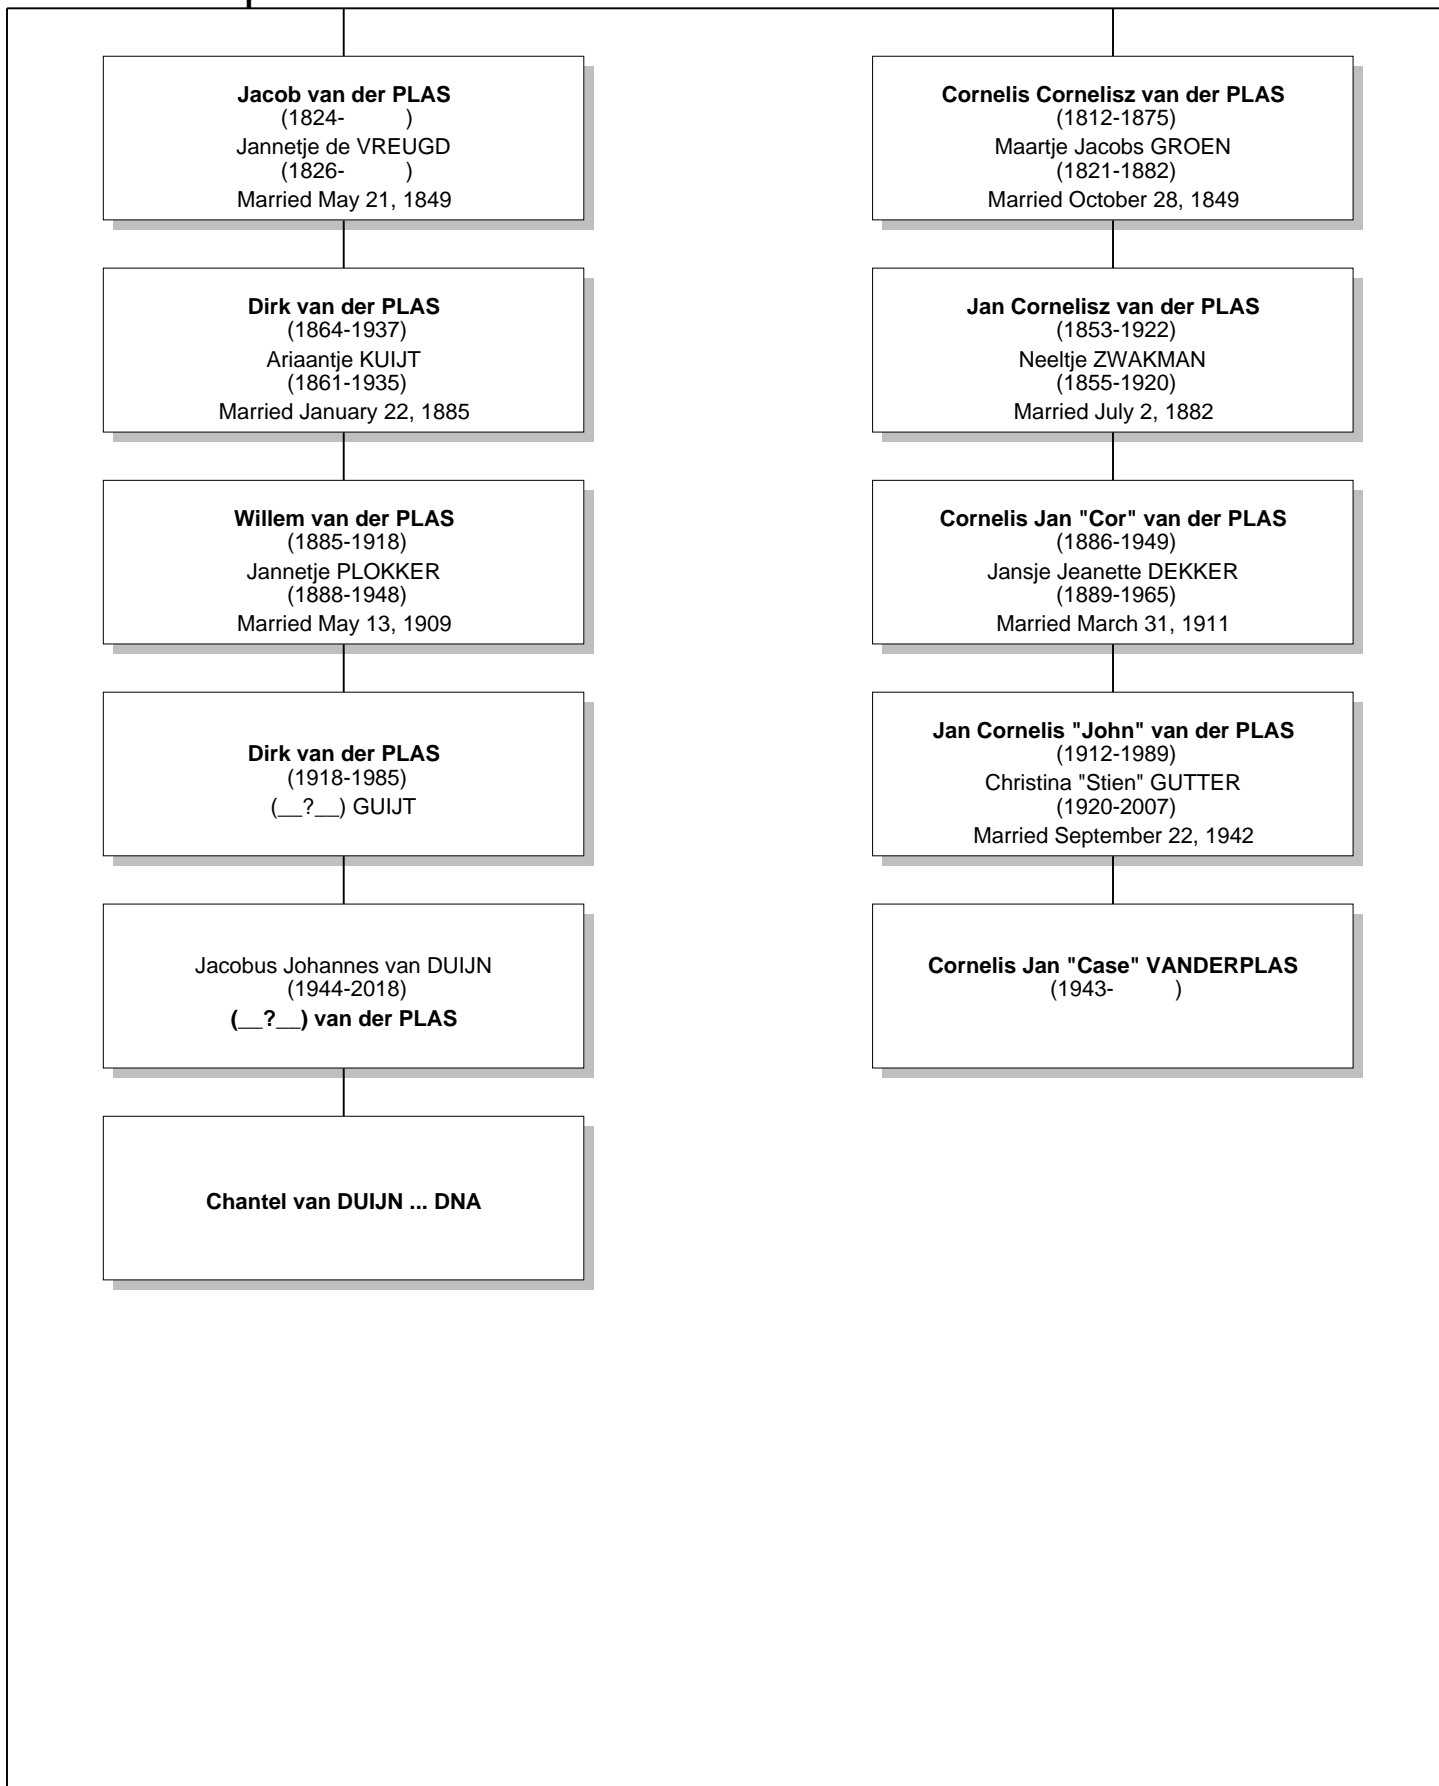 Jacob van der PLAS
(1824- )
Jannetje de VREUGD
(1826- )
Married May 21, 1849
Dirk van der PLAS
(1864-1937)
Ariaantje KUIJT
(1861-1935)
Married January 22, 1885
Willem van der PLAS
(1885-1918)
Jannetje PLOKKER
(1888-1948)
Married May 13, 1909
Dirk van der PLAS
(1918-1985)
(__?__) GUIJT
Jacobus Johannes van DUIJN
(1944-2018)
(__?__) van der PLAS
Chantel van DUIJN ... DNA
Cornelis Cornelisz van der PLAS
(1812-1875)
Maartje Jacobs GROEN
(1821-1882)
Married October 28, 1849
Jan Cornelisz van der PLAS
(1853-1922)
Neeltje ZWAKMAN
(1855-1920)
Married July 2, 1882
Cornelis Jan "Cor" van der PLAS
(1886-1949)
Jansje Jeanette DEKKER
(1889-1965)
Married March 31, 1911
Jan Cornelis "John" van der PLAS
(1912-1989)
Christina "Stien" GUTTER
(1920-2007)
Married September 22, 1942
Cornelis Jan "Case" VANDERPLAS
(1943- )